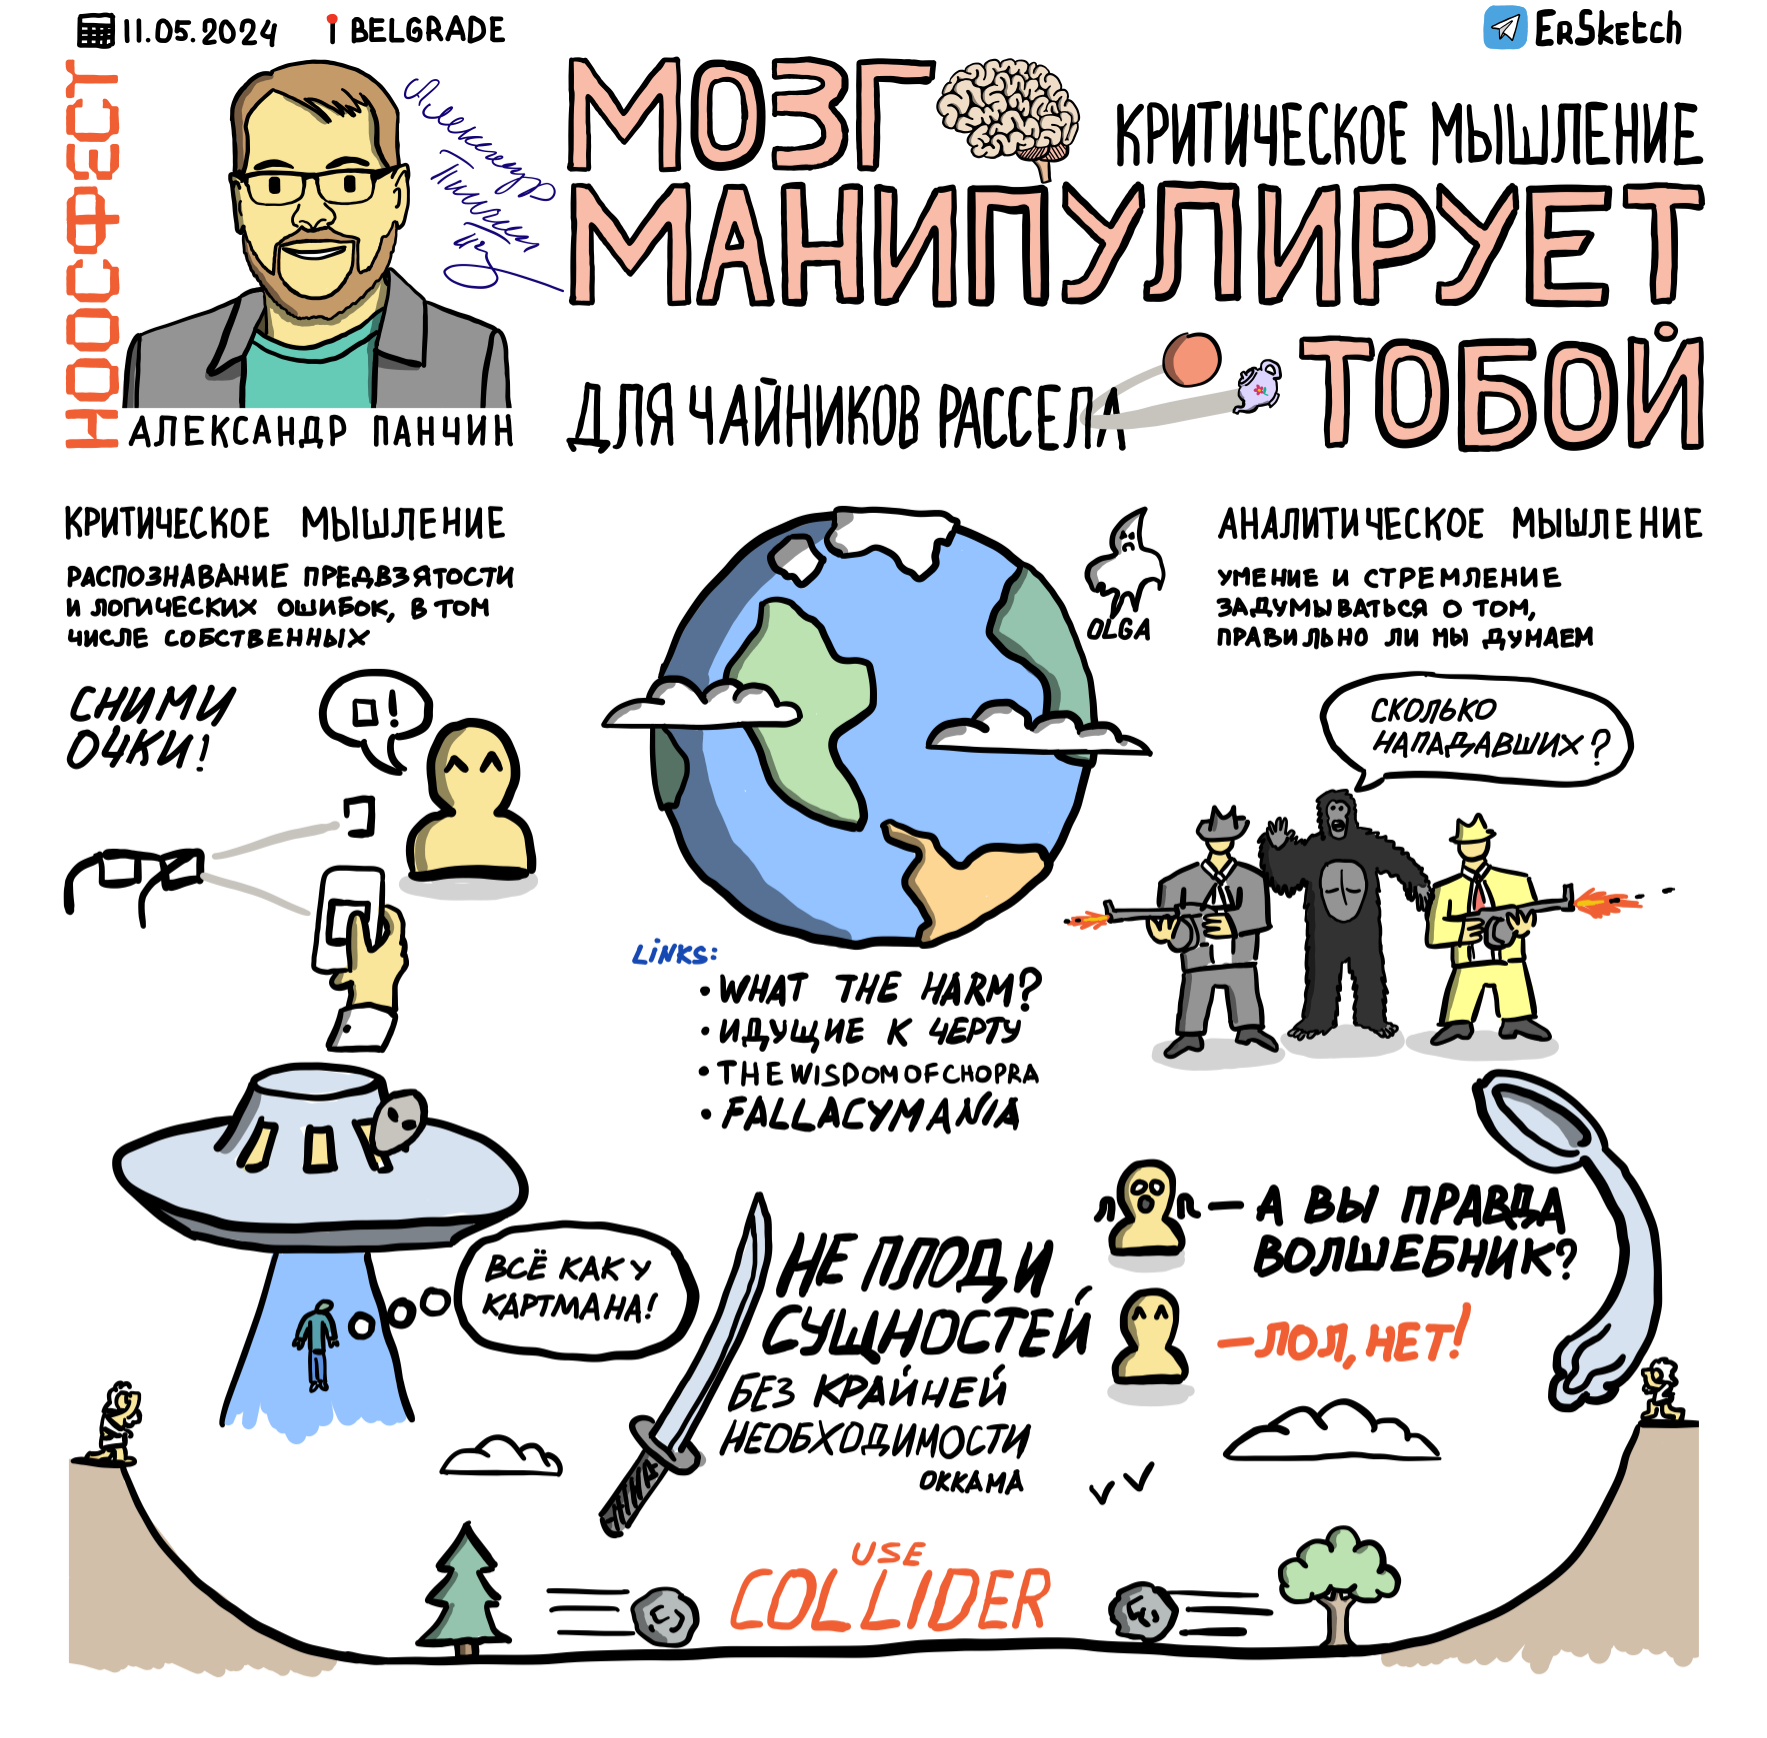 11.05.2024
BELGRADE
ErSketch
НООСФЕСТ
Александр
АЛЕКСАНДР ПАНЧИН
МОЗГ
КРИТИЧЕСКОЕ МЫШЛЕНИЕ
МАНИПУЛИРУЕТ
ДЛЯ ЧАЙНИКОВ РАССЕЛА
ТОБОЙ
КРИТИЧЕСКОЕ МЫШЛЕНИЕ
РАСПОЗНАВАНИЕ ПРЕДВЗЯТОСТИ
И ЛОГИЧЕСКИХ ОШИБОК, В ТОМ
ЧИСЛЕ СОБСТВЕННЫХ
СНИМИ
ОЧКИ!
!
OLGA
АНАЛИТИЧЕСКОЕ МЫШЛЕНИЕ
УМЕНИЕ И СТРЕМЛЕНИЕ
ЗАДУМЫВАТЬСЯ О ТОМ,
ПРАВИЛЬНО ЛИ МЫ ДУМАЕМ
СКОЛЬКО
НАПАДАВШИХ?
LINKS:
• WHAT THE HARM?
• ИДУЩИЕ К ЧЕРТУ
• THE WISDOM OF CHOPRA
• FALLACYMANIA
ВСЁ КАК У
КАРТМАНА!
НЕ ПЛОДИ
СУЩНОСТЕЙ
БЕЗ КРАЙНЕЙ
НЕОБХОДИМОСТИ
ОККАМА
— А ВЫ ПРАВДА
ВОЛШЕБНИК?
— ЛОЛ, НЕТ!
USE
COLLIDER